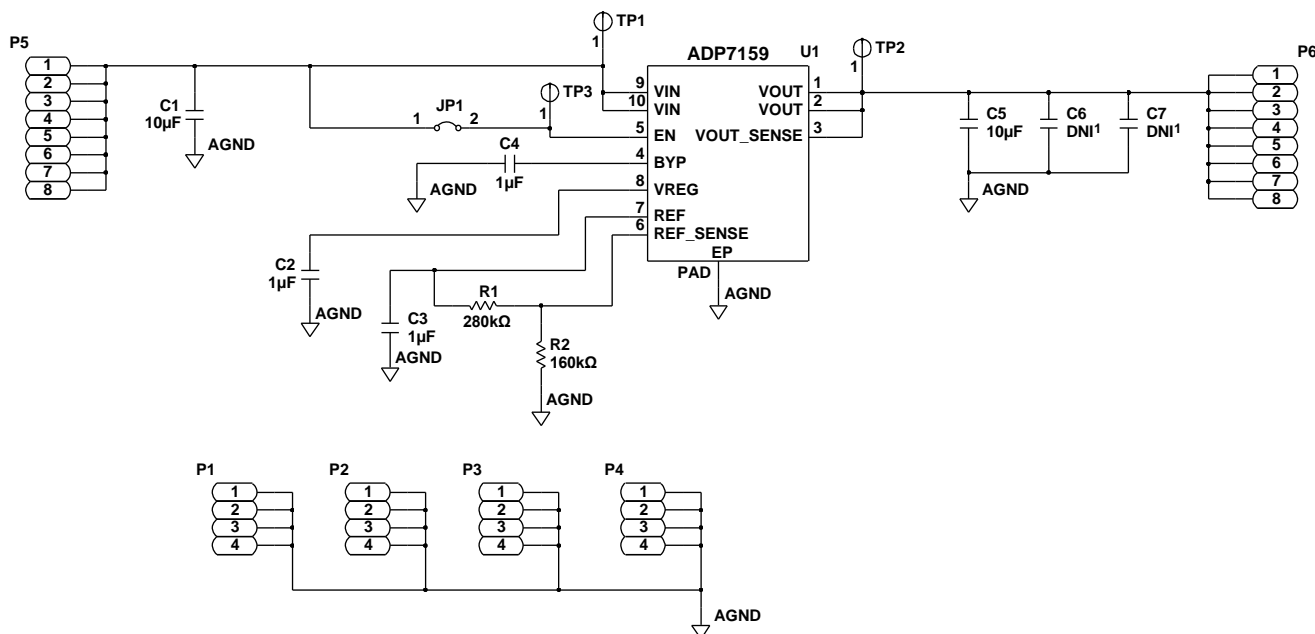 P5
1
2
3
4
5
6
7
8
C1
10µF
AGND
TP1
1
JP1
1
2
TP3
1
C4
1µF
AGND
C2
1µF
AGND
C3
1µF
AGND
R1
280kΩ
R2
160kΩ
AGND
ADP7159
U1
9 VIN
10 VIN
5 EN
4 BYP
8 VREG
7 REF
6 REF_SENSE
VOUT 1
VOUT 2
VOUT_SENSE 3
EP
PAD
AGND
TP2
1
C5
10µF
C6
DNI¹
C7
DNI¹
AGND
P6
1
2
3
4
5
6
7
8
P1
1
2
3
4
P2
1
2
3
4
P3
1
2
3
4
P4
1
2
3
4
AGND